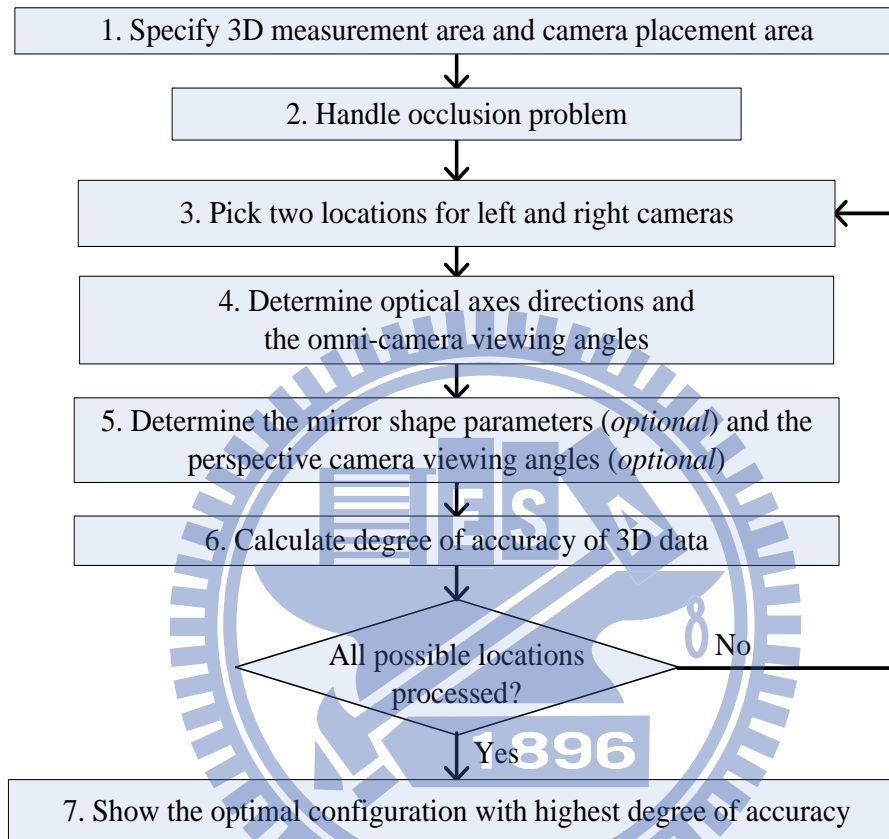 1. Specify 3D measurement area and camera placement area
2. Handle occlusion problem
3. Pick two locations for left and right cameras
4. Determine optical axes directions and
the omni-camera viewing angles
5. Determine the mirror shape parameters (optional) and the
perspective camera viewing angles (optional)
E S A
6. Calculate degree of accuracy of 3D data
8
No
All possible locations
processed?
Yes
1896
7. Show the optimal configuration with highest degree of accuracy